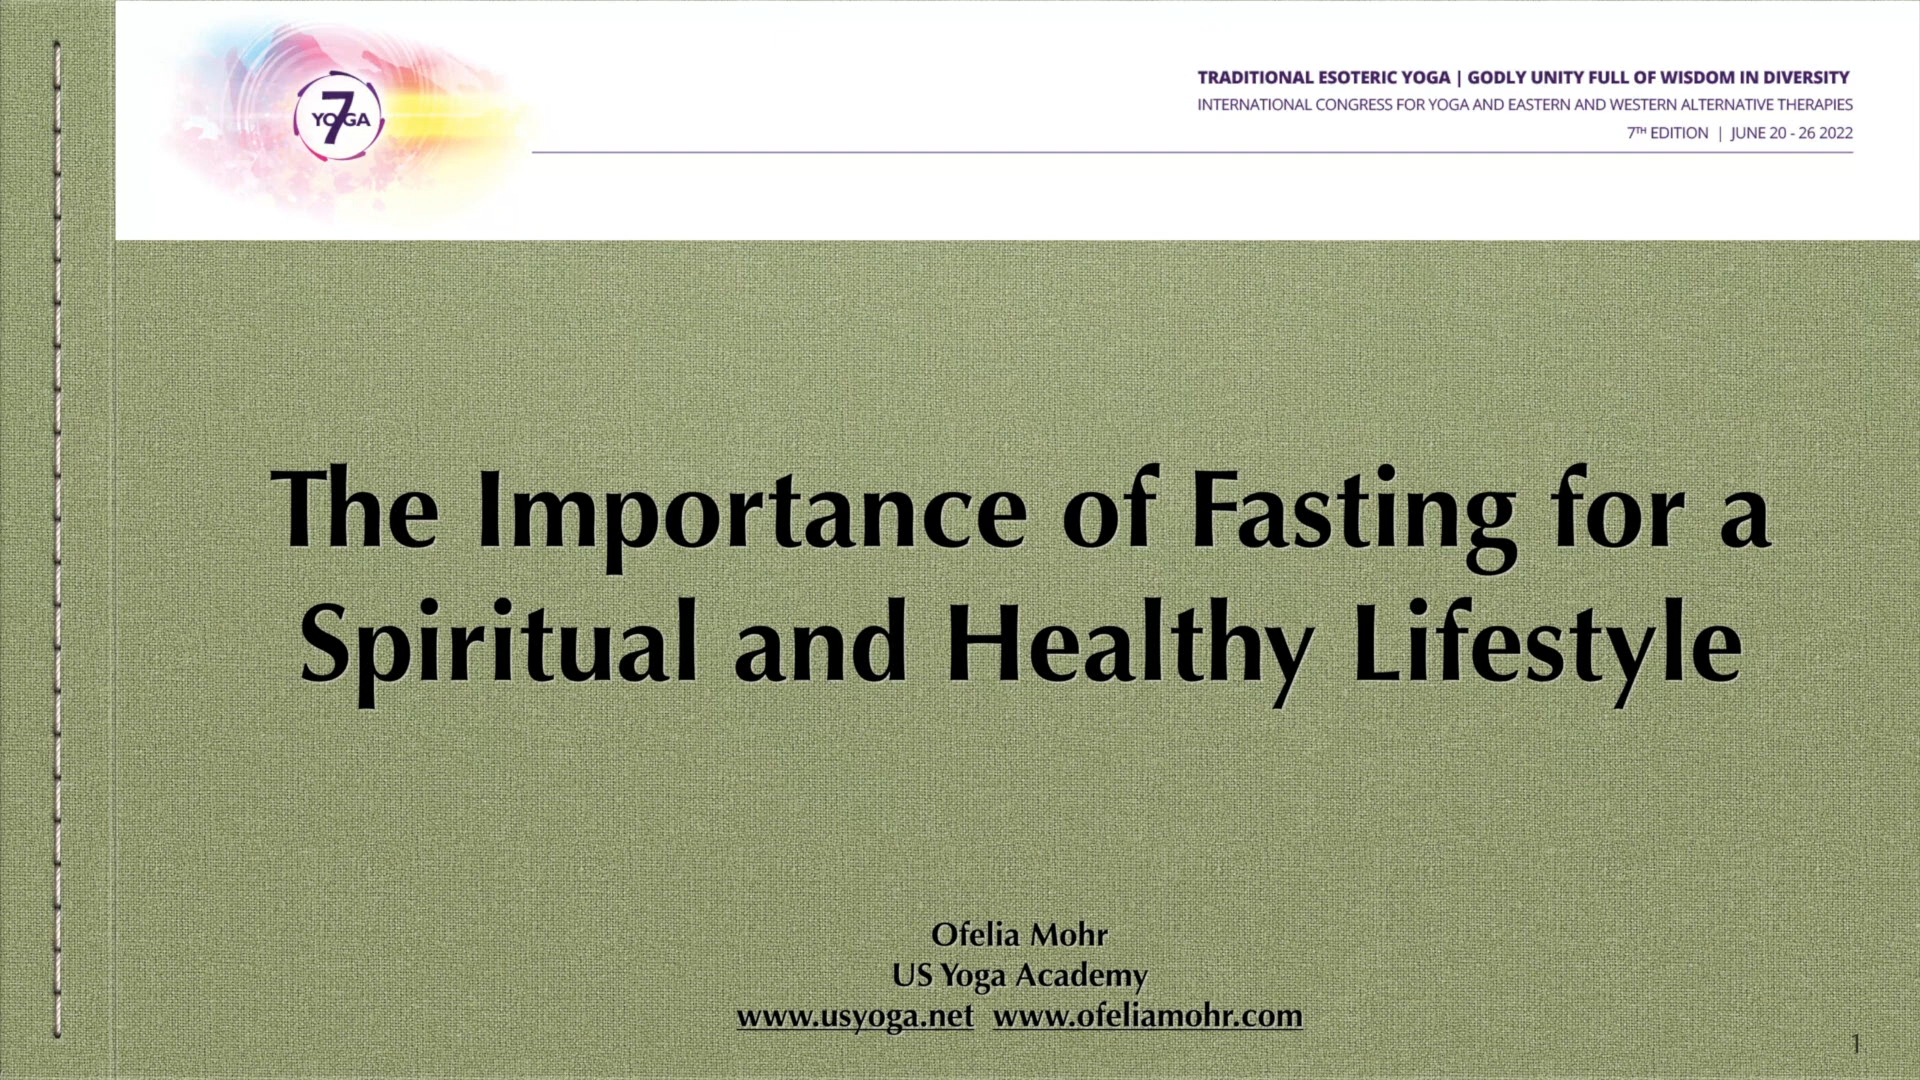 7
YOGA
TRADITIONAL ESOTERIC YOGA | GODLY UNITY FULL OF WISDOM IN DIVERSITY
INTERNATIONAL CONGRESS FOR YOGA AND EASTERN AND WESTERN ALTERNATIVE THERAPIES
7TH EDITION | JUNE 20 - 26 2022
The Importance of Fasting for a
Spiritual and Healthy Lifestyle
Ofelia Mohr
US Yoga Academy
www.usyoga.net www.ofeliamohr.com
1